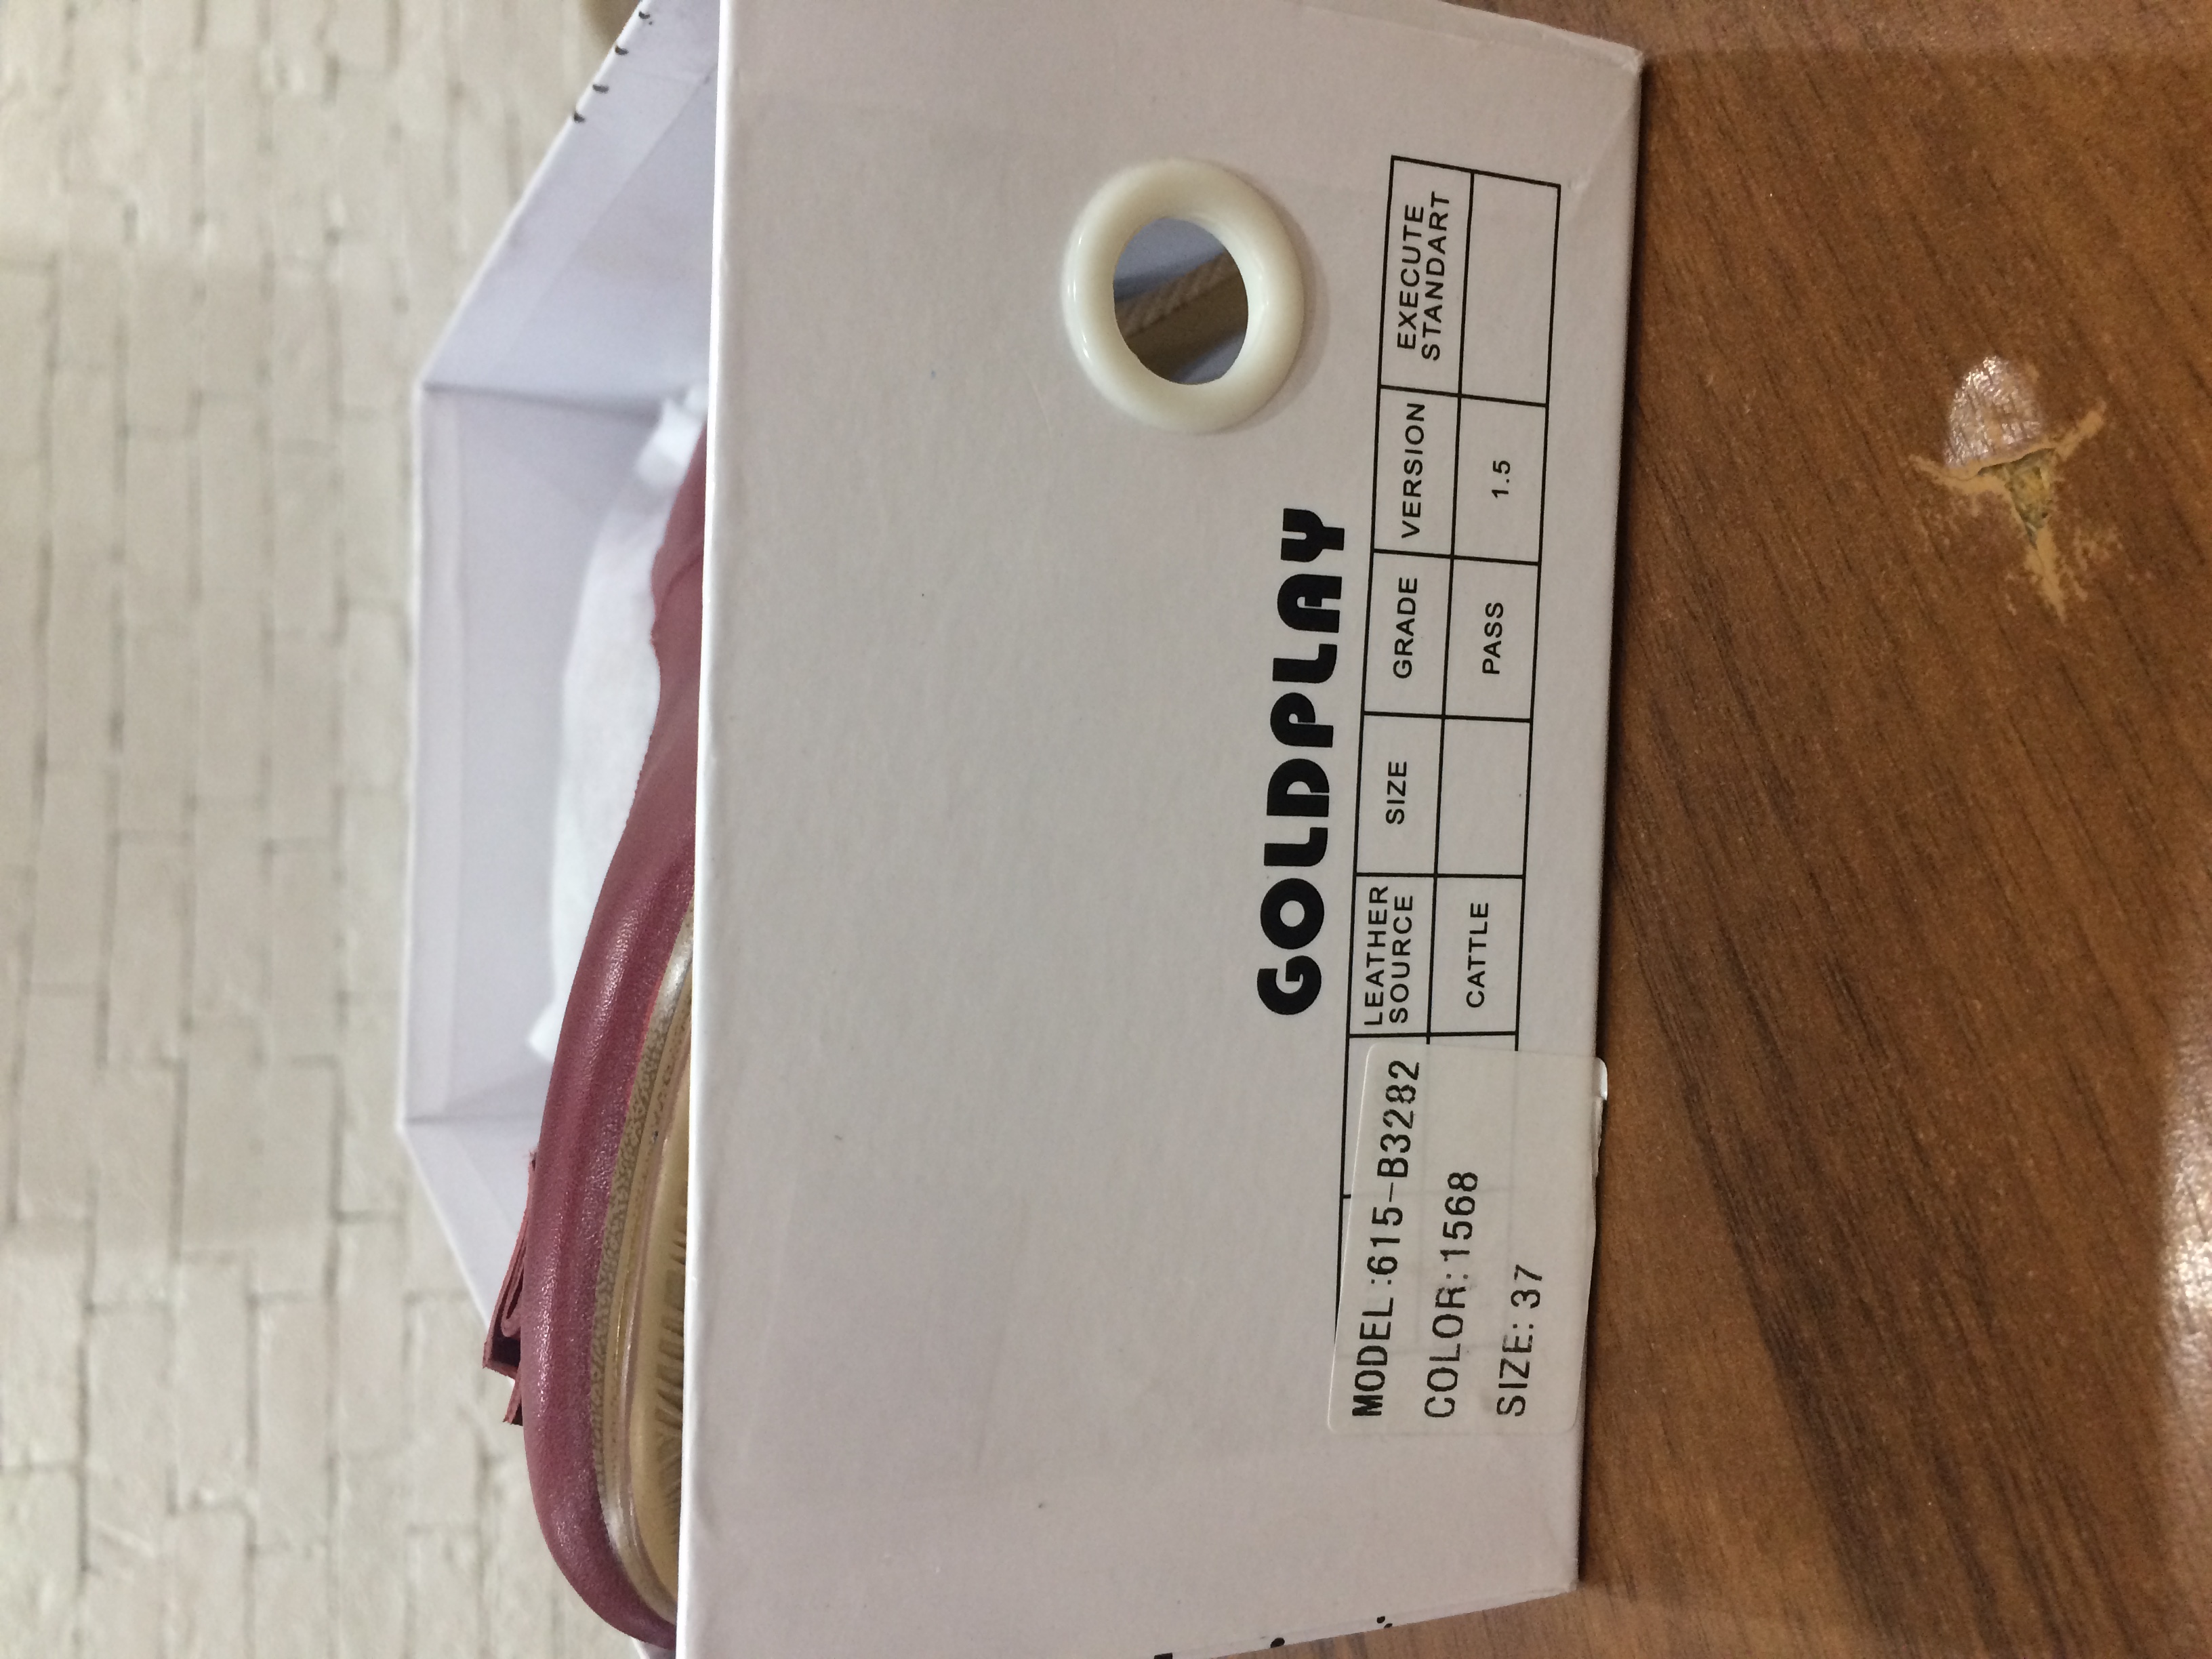 GOLDPLAY
LEATHER SOURCE SIZE GRADE VERSION EXECUTE STANDART
CATTLE PASS 1.5
MODEL:615-B3282
COLOR:1568
SIZE:37